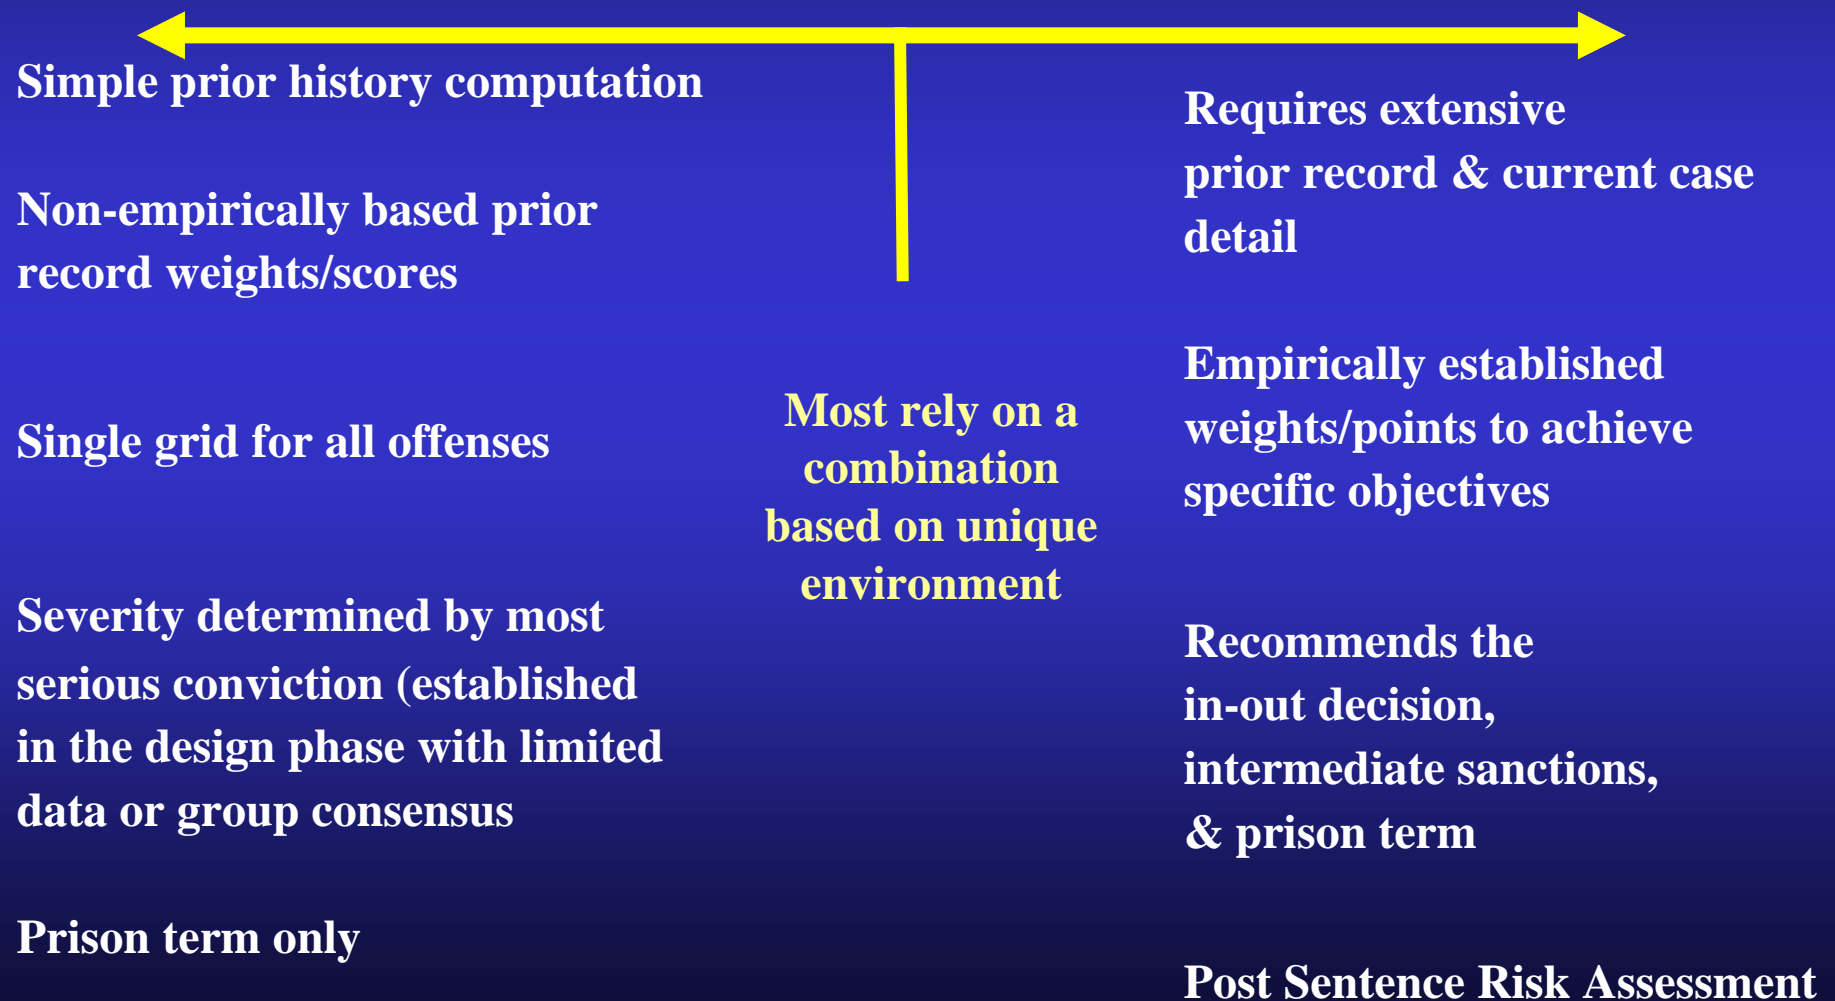 Simple prior history computation
Non-empirically based prior
record weights/scores
Single grid for all offenses
Severity determined by most
serious conviction (established
in the design phase with limited
data or group consensus
Prison term only
Most rely on a
combination
based on unique
environment
Requires extensive
prior record & current case
detail
Empirically established
weights/points to achieve
specific objectives
Recommends the
in-out decision,
intermediate sanctions,
& prison term
Post Sentence Risk Assessment